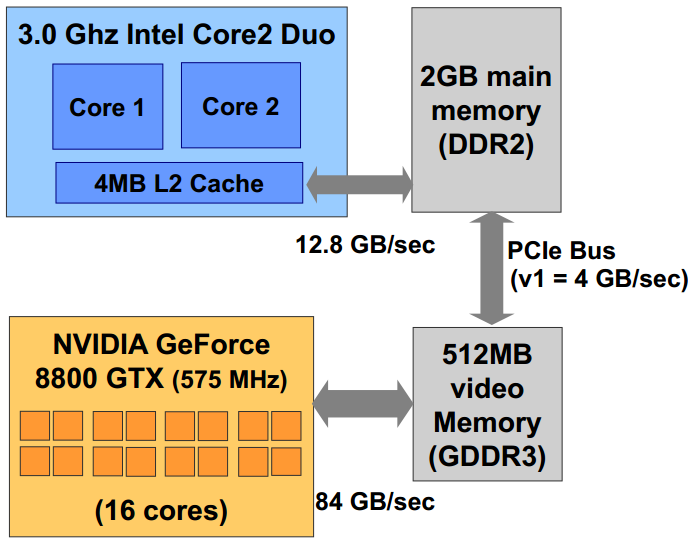 3.0 Ghz Intel Core2 Duo
Core 1
Core 2
4MB L2 Cache
2GB main
memory
(DDR2)
12.8 GB/sec
PCIe Bus
(v1 = 4 GB/sec)
NVIDIA GeForce
8800 GTX (575 MHz)
(16 cores)
512MB
video
Memory
(GDDR3)
84 GB/sec